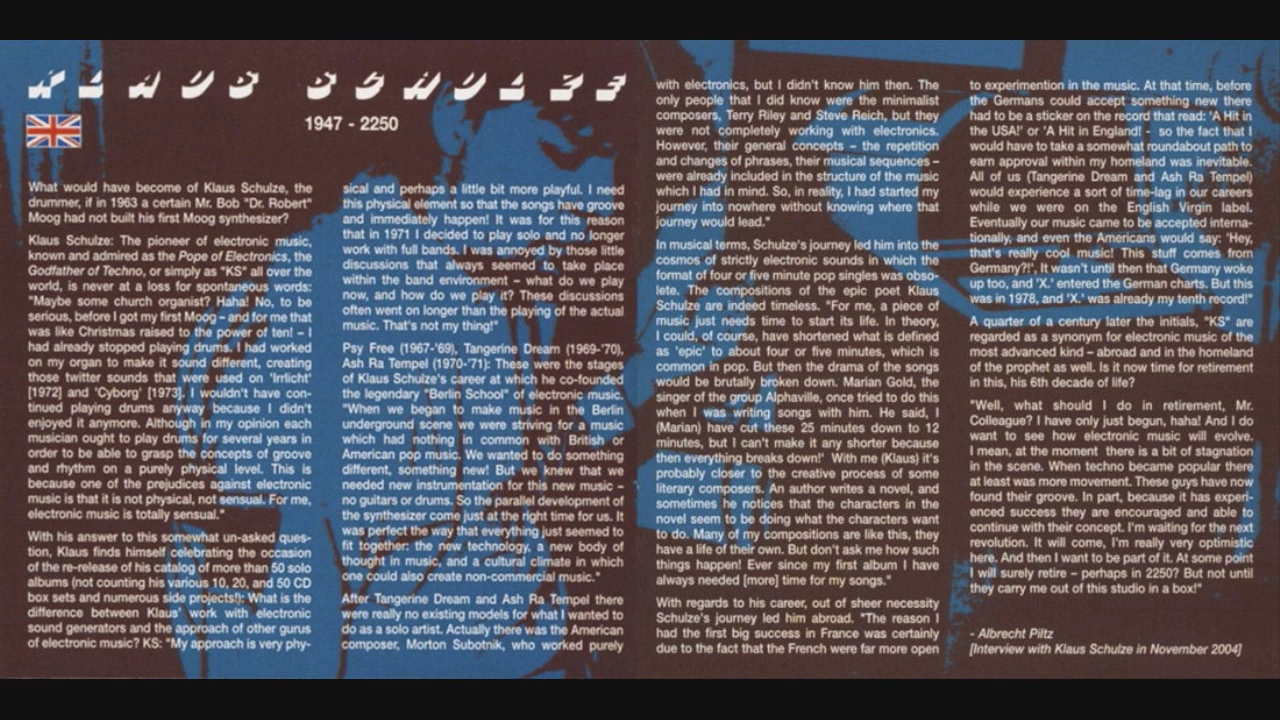 KLAUS SCHULZE
1947 - 2250
What would have become of Klaus Schulze, the
drummer, if in 1963 a certain Mr. Bob "Dr. Robert"
Moog had not built his first Moog synthesizer?
Klaus Schulze: The pioneer of electronic music,
known and admired as the Pope of Electronics, the
Godfather of Techno, or simply as "KS" all over the
world, is never at a loss for spontaneous words:
"Maybe some church organist? Haha! No, to be
serious, before I got my first Moog – and for me that
was like Christmas raised to the power of ten! – I
had already stopped playing drums. I had worked
on my organ to make it sound different, creating
those twitter sounds that were used on 'Irrlicht'
[1972] and 'Cyborg' [1973]. I wouldn't have con-
tinued playing drums anyway because I didn't
enjoyed it anymore. Although in my opinion each
musician ought to play drums for several years in
order to be able to grasp the concepts of groove
and rhythm on a purely physical level. This is
because one of the prejudices against electronic
music is that it is not physical, not sensual. For me,
electronic music is totally sensual."
With his answer to this somewhat un-asked ques-
tion, Klaus finds himself celebrating the occasion
of the re-release of his catalog of more than 50 solo
albums (not counting his various 10, 20, and 50 CD
box sets and numerous side projects!): What is the
difference between Klaus' work with electronic
sound generators and the approach of other gurus
of electronic music? KS: "My approach is very phy-
sical and perhaps a little bit more playful. I need
this physical element so that the songs have groove
and immediately happen! It was for this reason
that in 1971 I decided to play solo and no longer
work with full bands. I was annoyed by those little
discussions that always seemed to take place
within the band environment – what do we play
now, and how do we play it? These discussions
often went on longer than the playing of the actual
music. That's not my thing!"
Psy Free (1967-'69), Tangerine Dream (1969-'70),
Ash Ra Tempel (1970-'71): These were the stages
of Klaus Schulze's career at which he co-founded
the legendary "Berlin School" of electronic music.
"When we began to make music in the Berlin
underground scene we were striving for a music
which had nothing in common with British or
American pop music. We wanted to do something
different, something new! But we knew that we
needed new instrumentation for this new music –
no guitars or drums. So the parallel development of
the synthesizer come just at the right time for us. It
was perfect the way that everything just seemed to
fit together: the new technology, a new body of
thought in music, and a cultural climate in which
one could also create non-commercial music."
After Tangerine Dream and Ash Ra Tempel there
were really no existing models for what I wanted to
do as a solo artist. Actually there was the American
composer, Morton Subotnik, who worked purely
with electronics, but I didn't know him then. The
only people that I did know were the minimalist
composers, Terry Riley and Steve Reich, but they
were not completely working with electronics.
However, their general concepts – the repetition
and changes of phrases, their musical sequences –
were already included in the structure of the music
which I had in mind. So, in reality, I had started my
journey into nowhere without knowing where that
journey would lead."
In musical terms, Schulze's journey led him into the
cosmos of strictly electronic sounds in which the
format of four or five minute pop singles was obso-
lete. The compositions of the epic poet Klaus
Schulze are indeed timeless. "For me, a piece of
music just needs time to start its life. In theory,
I could, of course, have shortened what is defined
as 'epic' to about four or five minutes, which is
common in pop. But then the drama of the songs
would be brutally broken down. Marian Gold, the
singer of the group Alphaville, once tried to do this
when I was writing songs with him. He said, I
(Marian) have cut these 25 minutes down to 12
minutes, but I can't make it any shorter because
then everything breaks down!' With me (Klaus) it's
probably closer to the creative process of some
literary composers. An author writes a novel, and
sometimes he notices that the characters in the
novel seem to be doing what the characters want
to do. Many of my compositions are like this, they
have a life of their own. But don't ask me how such
things happen! Ever since my first album I have
always needed [more] time for my songs."
With regards to his career, out of sheer necessity
Schulze's journey led him abroad. "The reason I
had the first big success in France was certainly
due to the fact that the French were far more open
to experimention in the music. At that time, before
the Germans could accept something new there
had to be a sticker on the record that read: 'A Hit in
the USA!' or 'A Hit in England! - so the fact that I
would have to take a somewhat roundabout path to
earn approval within my homeland was inevitable.
All of us (Tangerine Dream and Ash Ra Tempel)
would experience a sort of time-lag in our careers
while we were on the English Virgin label.
Eventually our music came to be accepted interna-
tionally, and even the Americans would say: 'Hey,
that's really cool music! This stuff comes from
Germany?!', It wasn't until then that Germany woke
up too, and 'X.' entered the German charts. But this
was in 1978, and 'X.' was already my tenth record!"
A quarter of a century later the initials, "KS" are
regarded as a synonym for electronic music of the
most advanced kind – abroad and in the homeland
of the prophet as well. Is it now time for retirement
in this, his 6th decade of life?
"Well, what should I do in retirement, Mr.
Colleague? I have only just begun, haha! And I do
want to see how electronic music will evolve.
I mean, at the moment there is a bit of stagnation
in the scene. When techno became popular there
at least was more movement. These guys have now
found their groove. In part, because it has experi-
enced success they are encouraged and able to
continue with their concept. I'm waiting for the next
revolution. It will come, I'm really very optimistic
here. And then I want to be part of it. At some point
I will surely retire – perhaps in 2250? But not until
they carry me out of this studio in a box!"
- Albrecht Piltz
[Interview with Klaus Schulze in November 2004]